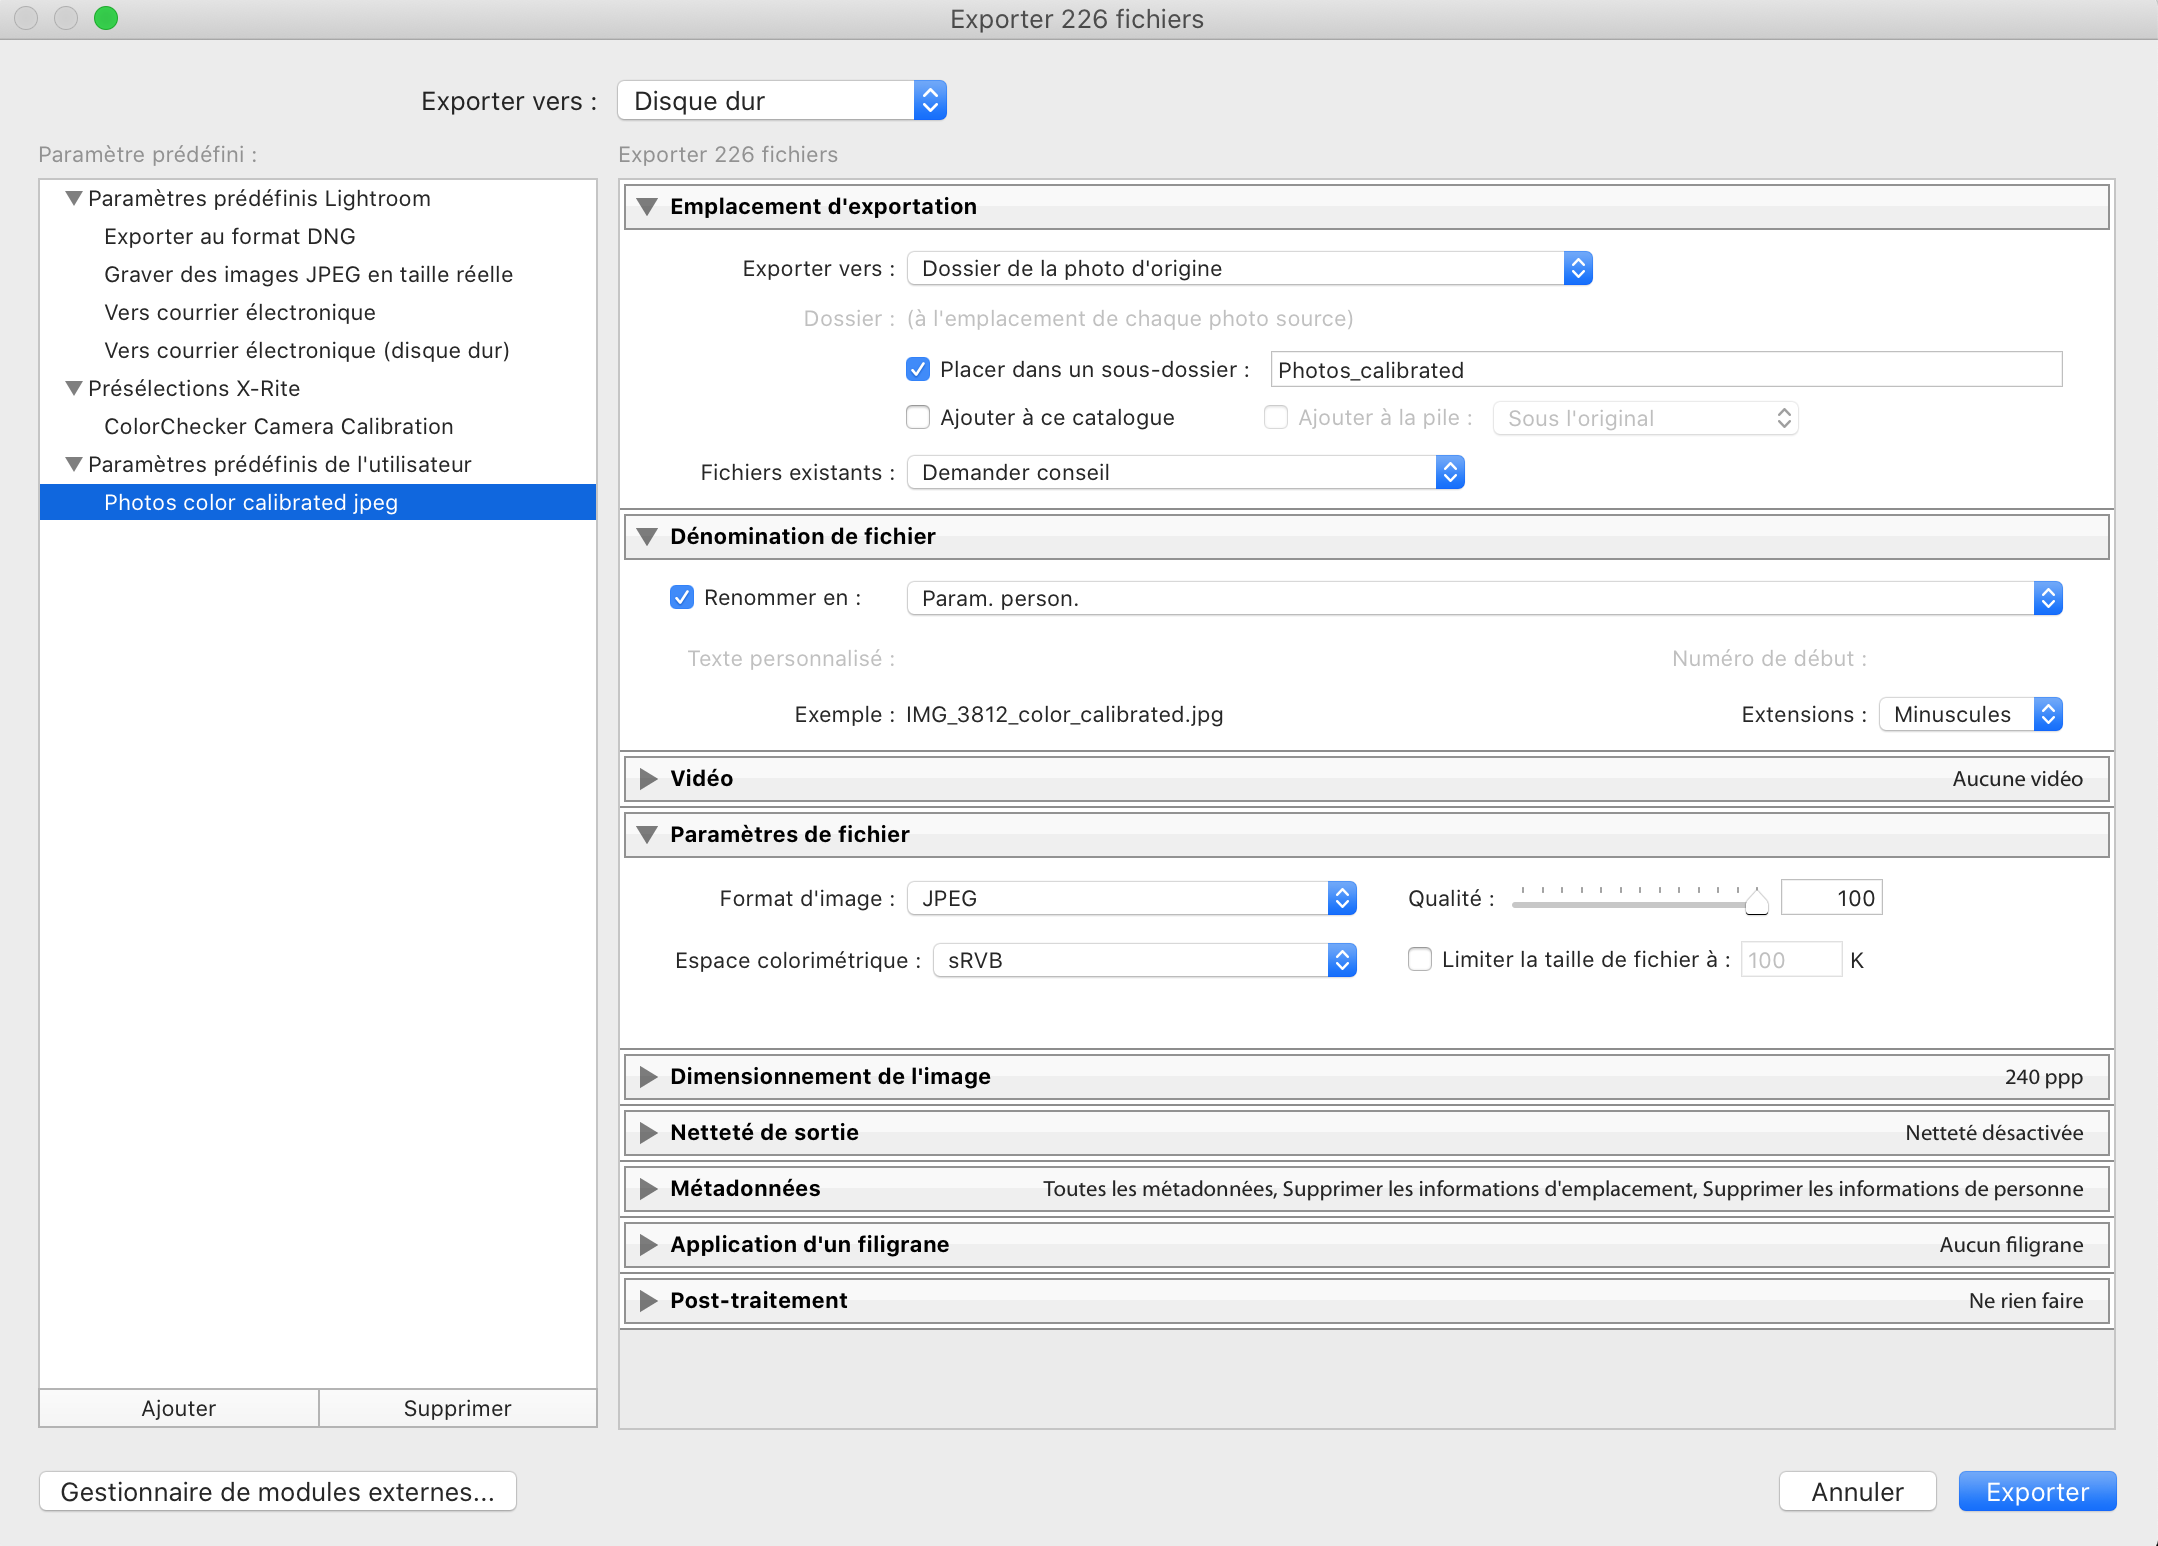 Exporter 226 fichiers
Exporter vers : Disque dur
Paramètre prédéfini :
Paramètres prédéfinis Lightroom
Exporter au format DNG
Graver des images JPEG en taille réelle
Vers courrier électronique
Vers courrier électronique (disque dur)
Présélections X-Rite
ColorChecker Camera Calibration
Paramètres prédéfinis de l'utilisateur
Photos color calibrated jpeg
Ajouter Supprimer
Exporter 226 fichiers
Emplacement d'exportation
Exporter vers : Dossier de la photo d'origine
Dossier : (à l'emplacement de chaque photo source)
Placer dans un sous-dossier : Photos_calibrated
Ajouter à ce catalogue Ajouter à la pile : Sous l'original
Fichiers existants : Demander conseil
Dénomination de fichier
Renommer en : Param. person.
Texte personnalisé : Numéro de début :
Exemple : IMG_3812_color_calibrated.jpg Extensions : Minuscules
Vidéo Aucune vidéo
Paramètres de fichier
Format d'image : JPEG Qualité : 100
Espace colorimétrique : sRVB Limiter la taille de fichier à : 100 K
Dimensionnement de l'image 240 ppp
Netteté de sortie Netteté désactivée
Métadonnées Toutes les métadonnées, Supprimer les informations d'emplacement, Supprimer les informations de personne
Application d'un filigrane Aucun filigrane
Post-traitement Ne rien faire
Gestionnaire de modules externes... Annuler Exporter